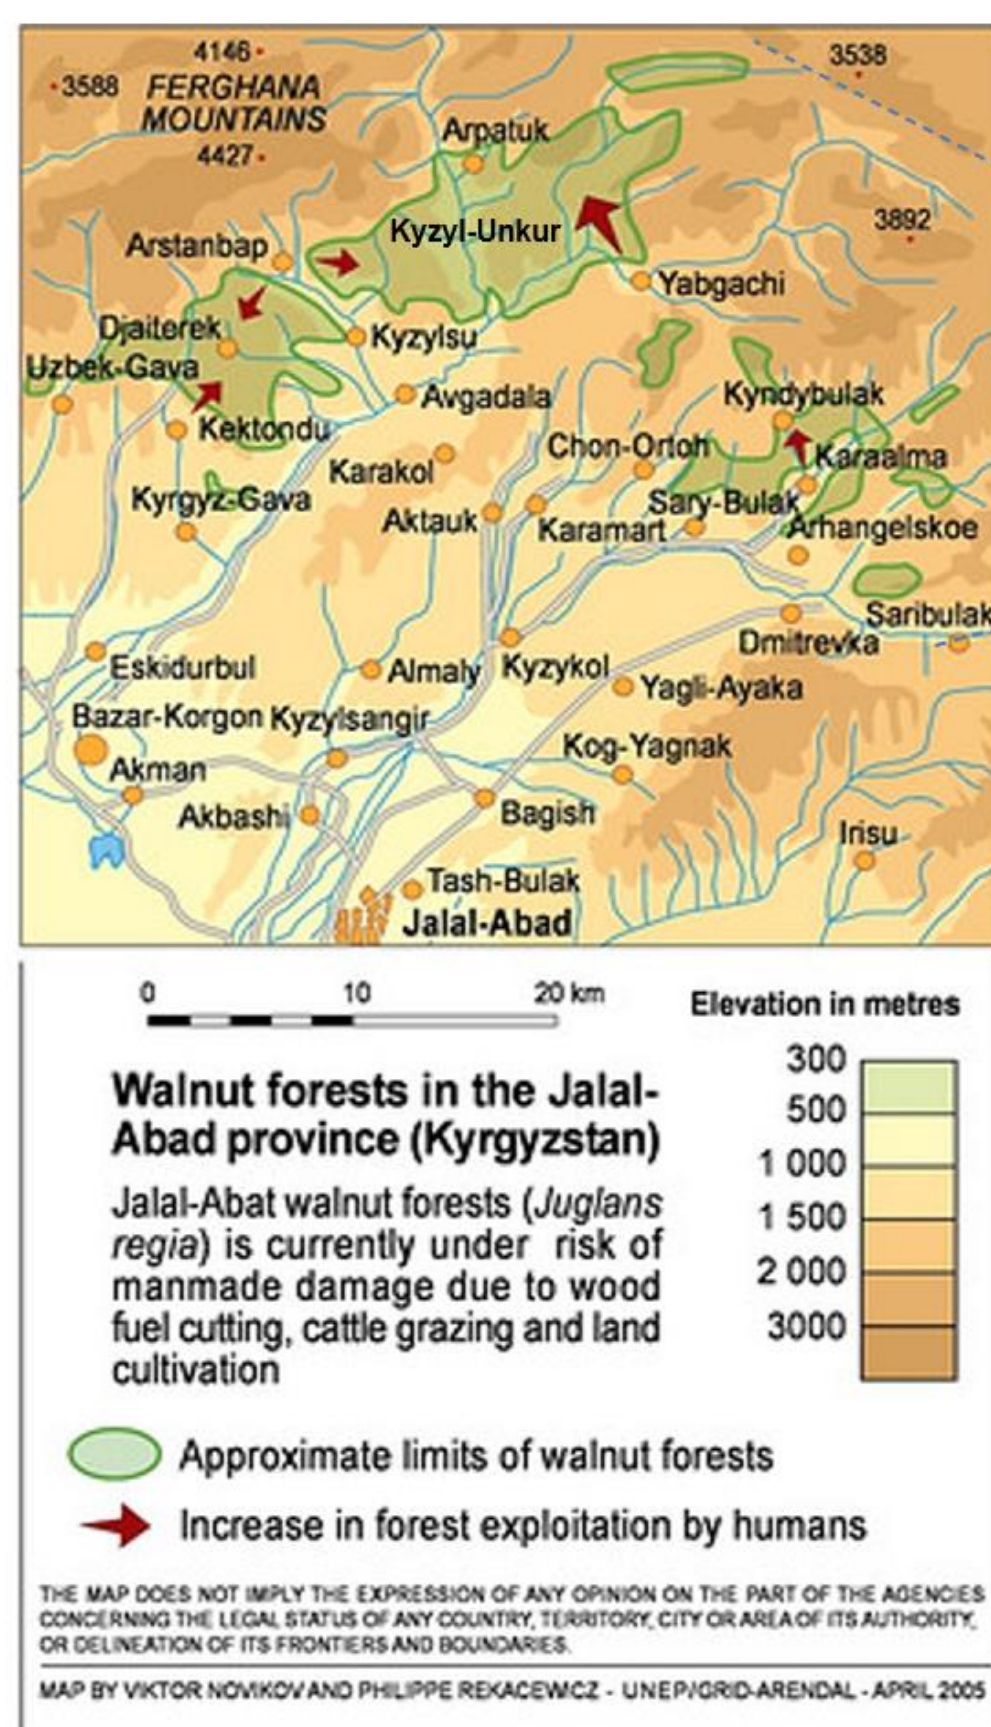 4146
3538
3588
FERGHANA
MOUNTAINS
4427
Arpatuk
3892
Kyzyl-Unkur
Arstanbap
Yabgachi
Djaiterek
Kyzylsu
Uzbek-Gava
Avgadala
Kyndybulak
Kektondu
Chon-Ortoh
Karaalma
Karakol
Kyrgyz-Gava
Sary-Bulak
Aktauk
Karamart
Arhangelskoe
Saribulak
Dmitrevka
Eskidurbul
Almaly
Kyzykol
Yagli-Ayaka
Bazar-Korgon
Kyzylsangir
Kog-Yagnak
Akman
Akbashi
Bagish
Irisu
Tash-Bulak
Jalal-Abad
0 10 20 km
Elevation in metres
300
500
1 000
1 500
2 000
3000
Walnut forests in the Jalal-
Abad province (Kyrgyzstan)
Jalal-Abat walnut forests (Juglans
regia) is currently under risk of
manmade damage due to wood
fuel cutting, cattle grazing and land
cultivation
Approximate limits of walnut forests
Increase in forest exploitation by humans
THE MAP DOES NOT IMPLY THE EXPRESSION OF ANY OPINION ON THE PART OF THE AGENCIES
CONCERNING THE LEGAL STATUS OF ANY COUNTRY, TERRITORY, CITY OR AREA OF ITS AUTHORITY,
OR DELINEATION OF ITS FRONTIERS AND BOUNDARIES.
MAP BY VIKTOR NOVIKOV AND PHILIPPE REKACEWICZ - UNEP/GRID-ARENDAL - APRIL 2005